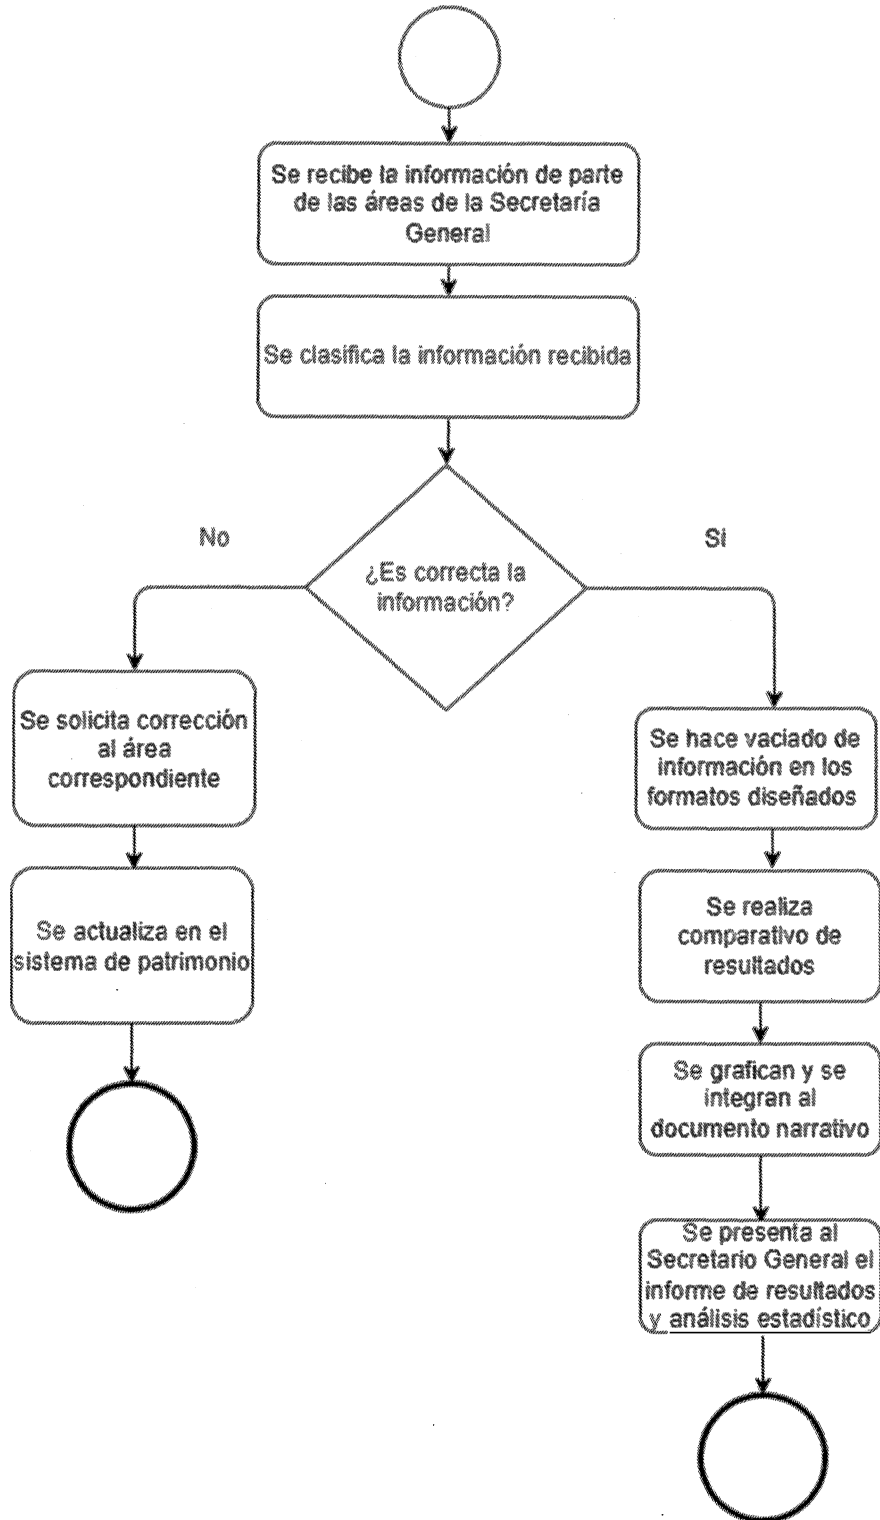 Se recibe la información de parte
de las áreas de la Secretaría
General
Se clasifica la información recibida
¿Es correcta la
información?
No
Si
Se solicita corrección
al área
correspondiente
Se actualiza en el
sistema de patrimonio
Se hace vaciado de
información en los
formatos diseñados
Se realiza
comparativo de
resultados
Se grafican y se
integran al
documento narrativo
Se presenta al
Secretario General el
informe de resultados
y análisis estadístico